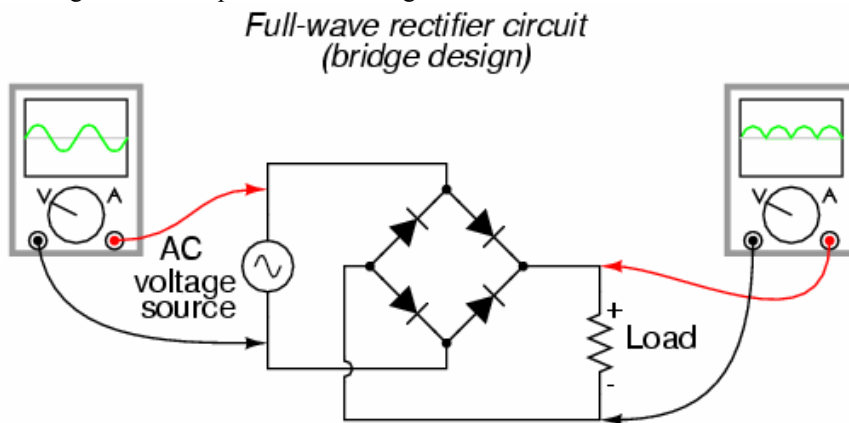 Full-wave rectifier circuit
(bridge design)
V A
V A
AC
voltage
source
+
Load
-